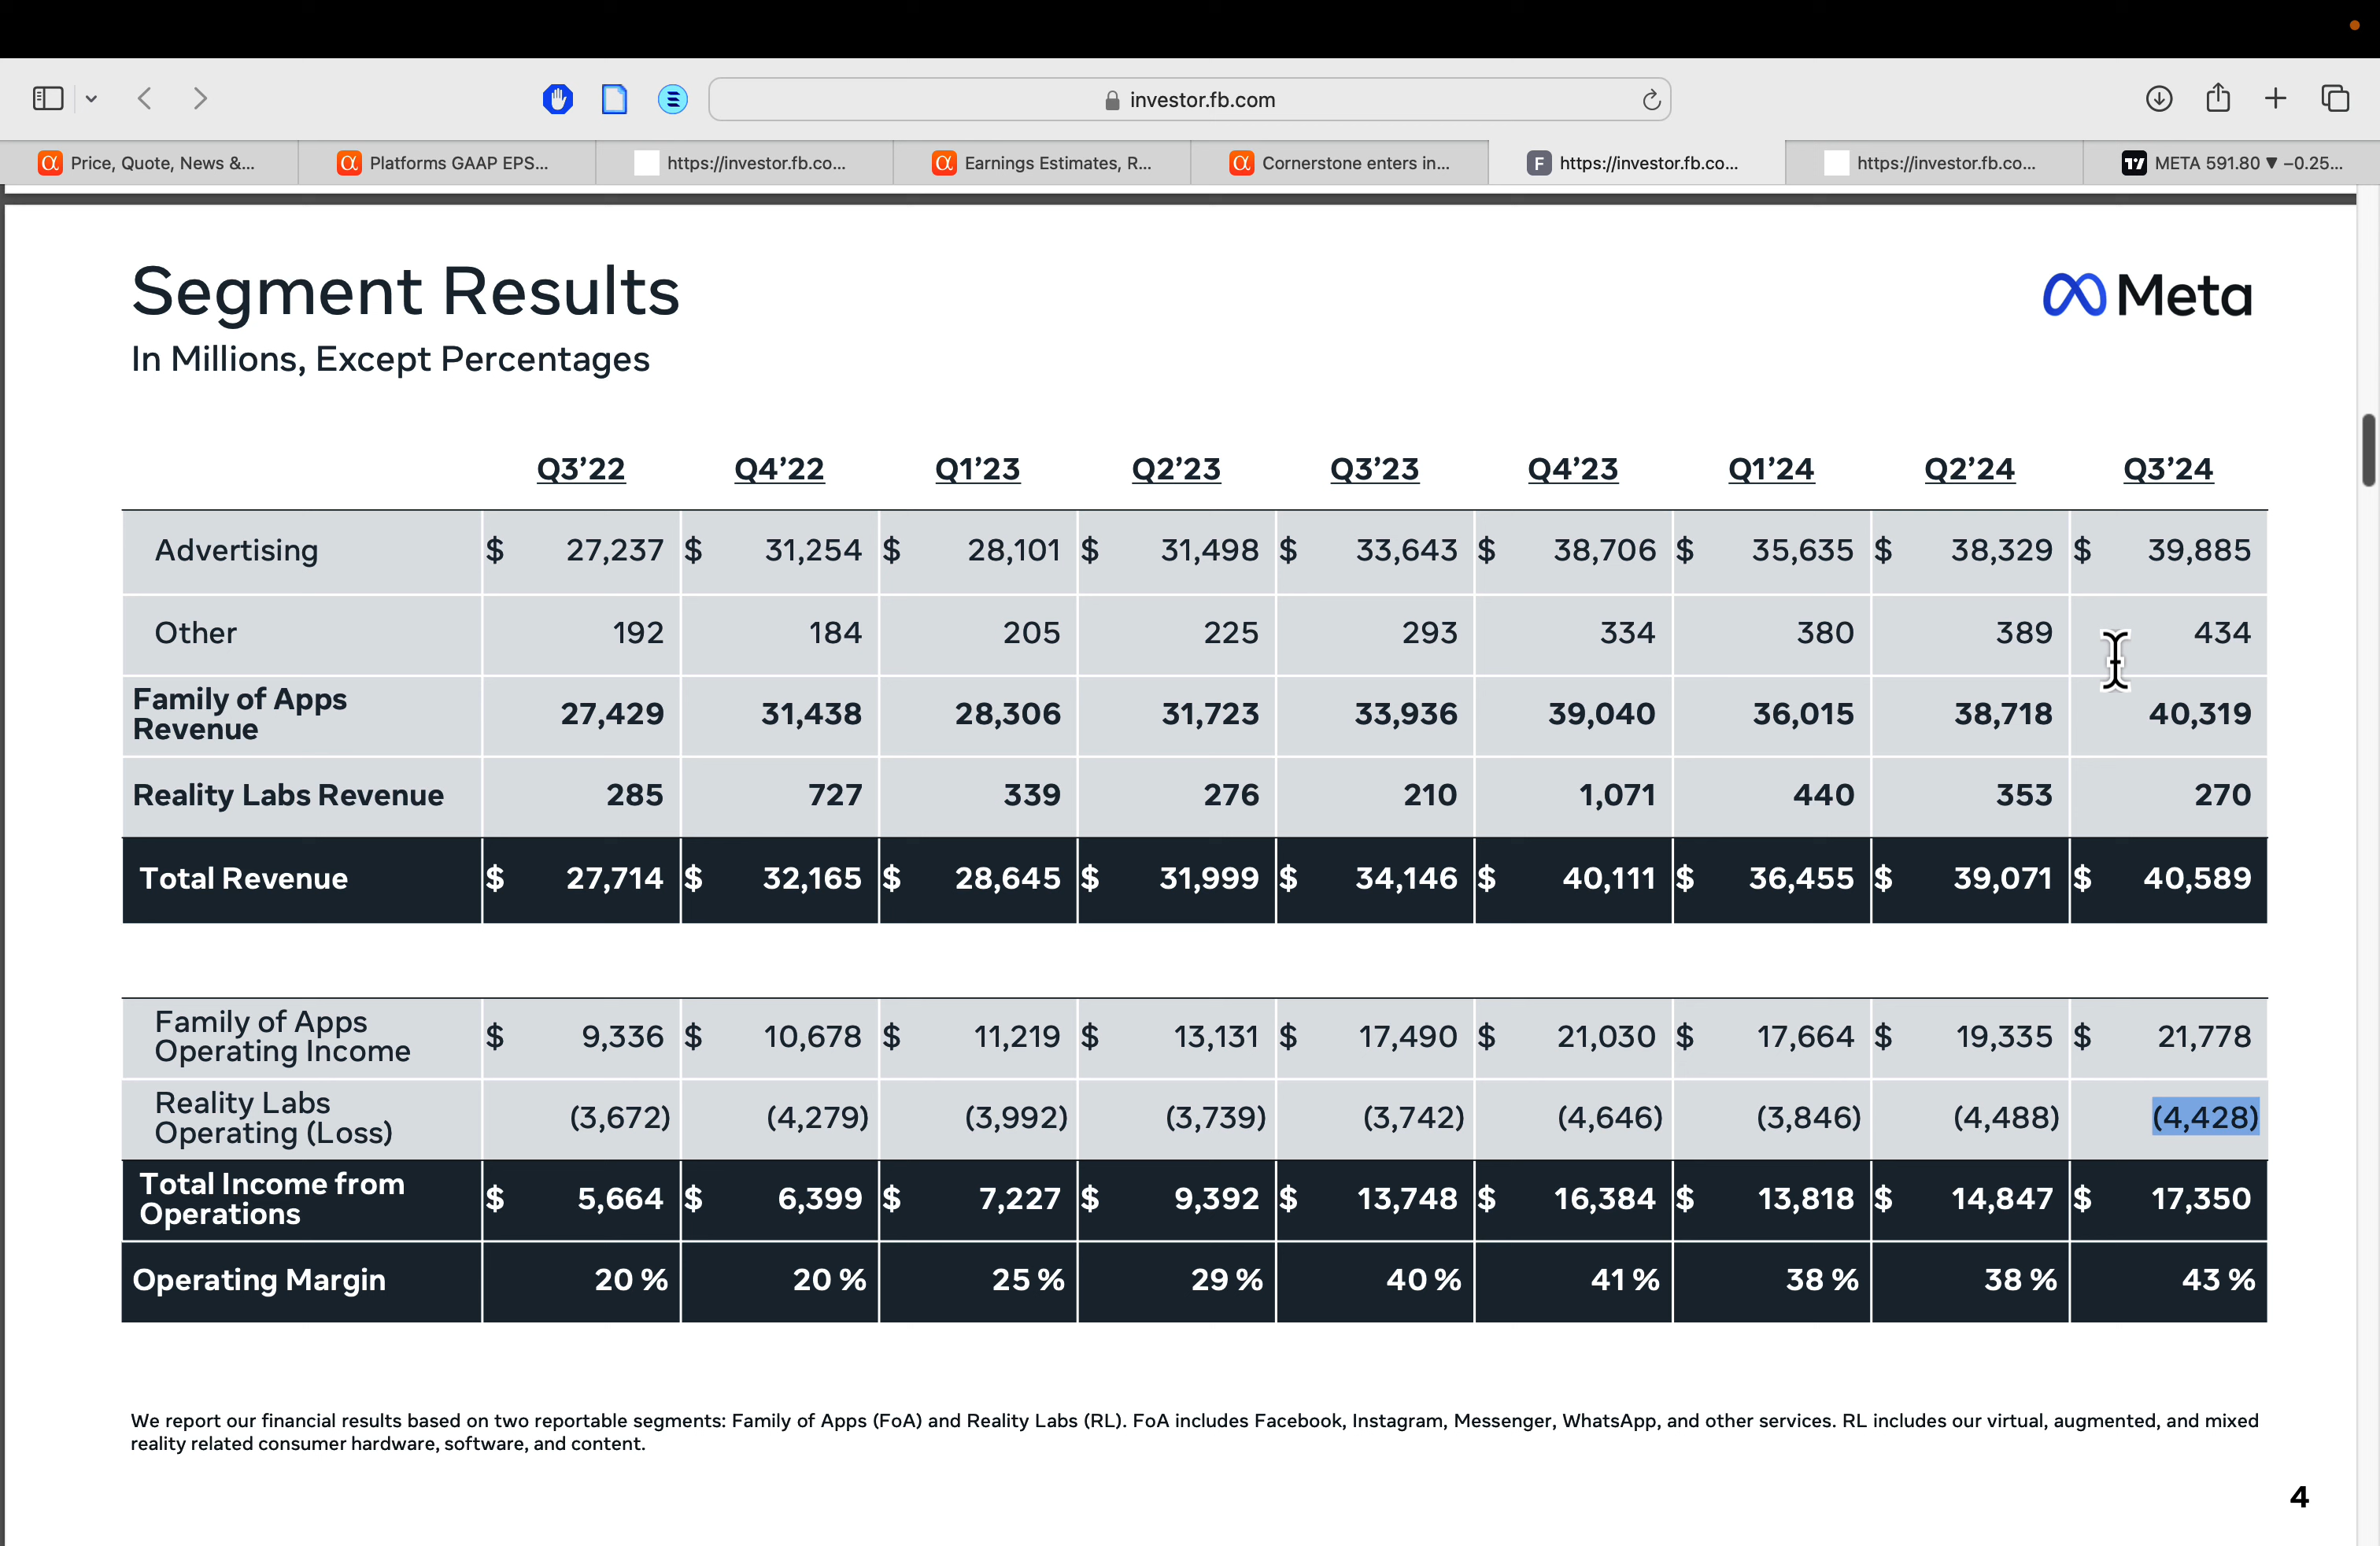 investor.fb.com
Price, Quote, News &...
Platforms GAAP EPS...
https://investor.fb.co...
Earnings Estimates, R...
Cornerstone enters in...
F https://investor.fb.co...
https://investor.fb.co...
META 591.80 ▼ −0.25...
Segment Results
Meta
In Millions, Except Percentages
Q3’22 Q4’22 Q1’23 Q2’23 Q3’23 Q4’23 Q1’24 Q2’24 Q3’24
Advertising $ 27,237 $ 31,254 $ 28,101 $ 31,498 $ 33,643 $ 38,706 $ 35,635 $ 38,329 $ 39,885
Other 192 184 205 225 293 334 380 389 434
Family of Apps
Revenue 27,429 31,438 28,306 31,723 33,936 39,040 36,015 38,718 40,319
Reality Labs Revenue 285 727 339 276 210 1,071 440 353 270
Total Revenue $ 27,714 $ 32,165 $ 28,645 $ 31,999 $ 34,146 $ 40,111 $ 36,455 $ 39,071 $ 40,589
Family of Apps
Operating Income $ 9,336 $ 10,678 $ 11,219 $ 13,131 $ 17,490 $ 21,030 $ 17,664 $ 19,335 $ 21,778
Reality Labs
Operating (Loss) (3,672) (4,279) (3,992) (3,739) (3,742) (4,646) (3,846) (4,488) (4,428)
Total Income from
Operations $ 5,664 $ 6,399 $ 7,227 $ 9,392 $ 13,748 $ 16,384 $ 13,818 $ 14,847 $ 17,350
Operating Margin 20 % 20 % 25 % 29 % 40 % 41 % 38 % 38 % 43 %
We report our financial results based on two reportable segments: Family of Apps (FoA) and Reality Labs (RL). FoA includes Facebook, Instagram, Messenger, WhatsApp, and other services. RL includes our virtual, augmented, and mixed
reality related consumer hardware, software, and content.
4